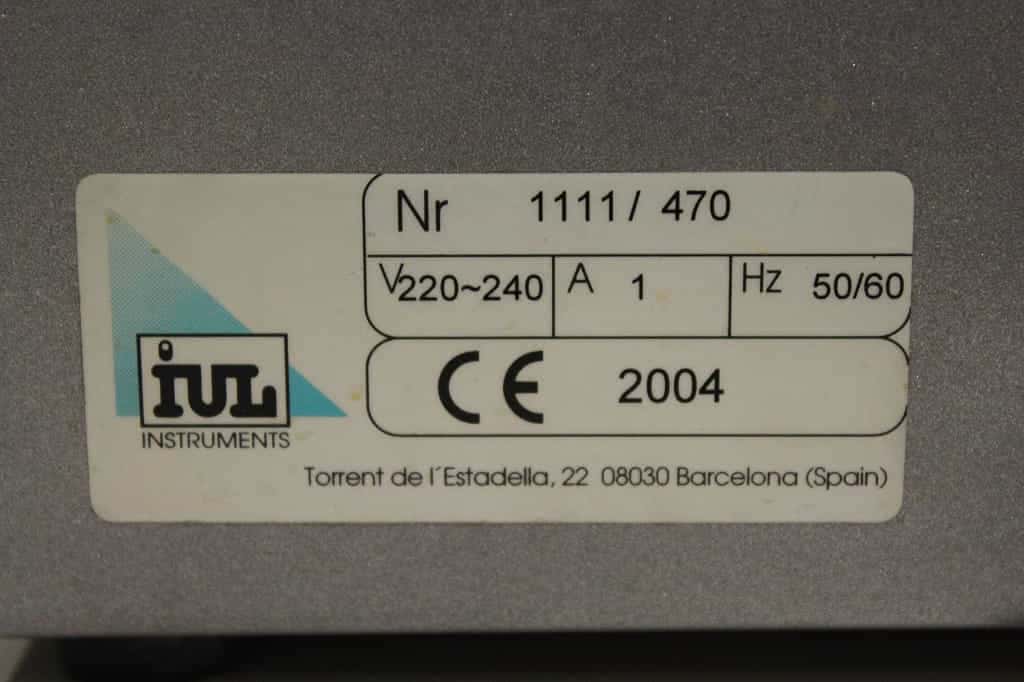 Nr 1111/ 470
V220~240 A 1 Hz 50/60
CE 2004
iUL
INSTRUMENTS
Torrent de l´Estadella, 22 08030 Barcelona (Spain)